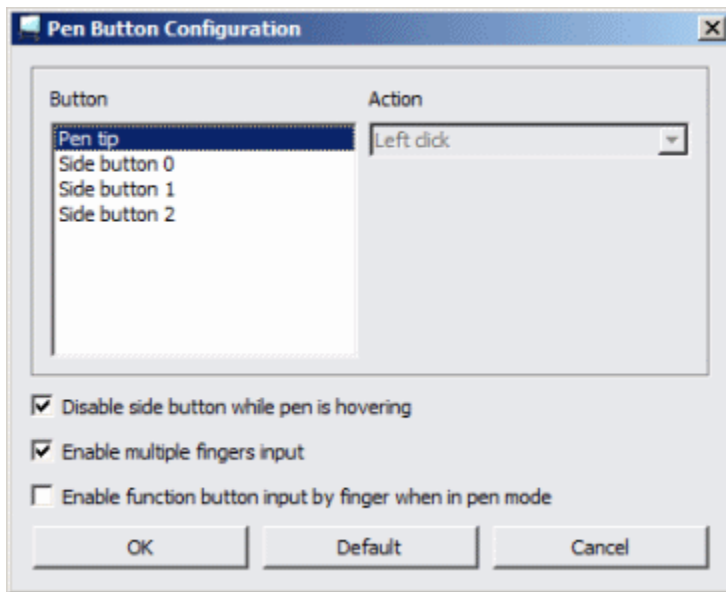 Pen Button Configuration
Button
Action
Pen tip
Left click
Side button 0
Side button 1
Side button 2
Disable side button while pen is hovering
Enable multiple fingers input
Enable function button input by finger when in pen mode
OK
Default
Cancel